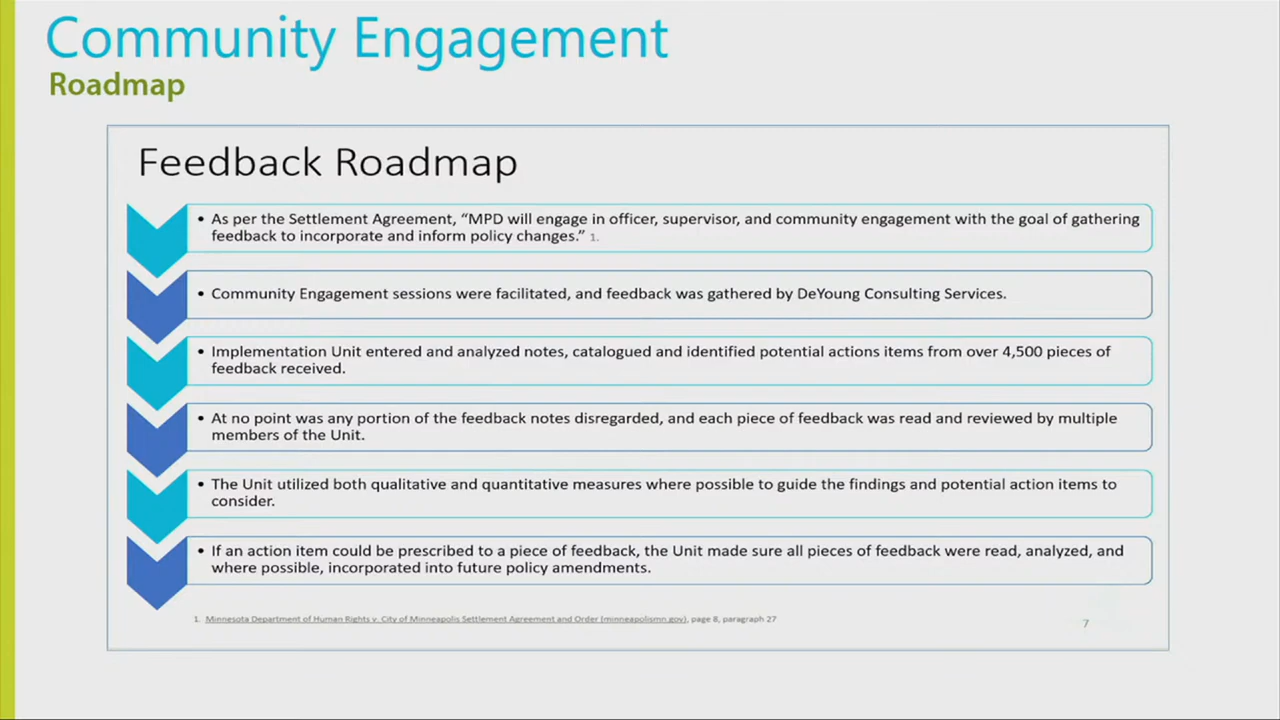 Community Engagement
Roadmap
Feedback Roadmap
• As per the Settlement Agreement, “MPD will engage in officer, supervisor, and community engagement with the goal of gathering
feedback to incorporate and inform policy changes.” 1.
• Community Engagement sessions were facilitated, and feedback was gathered by DeYoung Consulting Services.
• Implementation Unit entered and analyzed notes, catalogued and identified potential actions items from over 4,500 pieces of
feedback received.
• At no point was any portion of the feedback notes disregarded, and each piece of feedback was read and reviewed by multiple
members of the Unit.
• The Unit utilized both qualitative and quantitative measures where possible to guide the findings and potential action items to
consider.
• If an action item could be prescribed to a piece of feedback, the Unit made sure all pieces of feedback were read, analyzed, and
where possible, incorporated into future policy amendments.
1. Minnesota Department of Human Rights v. City of Minneapolis Settlement Agreement and Order (minneapolismn.gov), page 8, paragraph 27
7